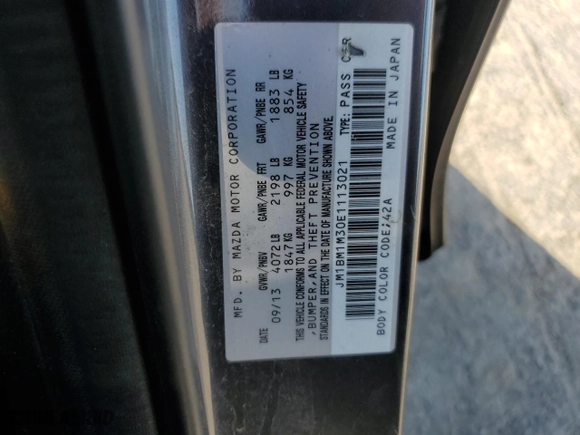 MFD. BY MAZDA MOTOR CORPORATION
DATE GVWR/PNBV GAWR/PNBE FRT GAWR/PNBE RR
09/13 4072LB 2198 LB 1883 LB
1847KG 997 KG 854 KG
THIS VEHICLE CONFORMS TO ALL APPLICABLE FEDERAL MOTOR VEHICLE SAFETY
,BUMPER,AND THEFT PREVENTION
STANDARDS IN EFFECT ON THE DATE OF MANUFACTURE SHOWN ABOVE.
JM1BM1M30E1113021 TYPE: PASS CAR
BODY COLOR CODE;42A MADE IN JAPAN